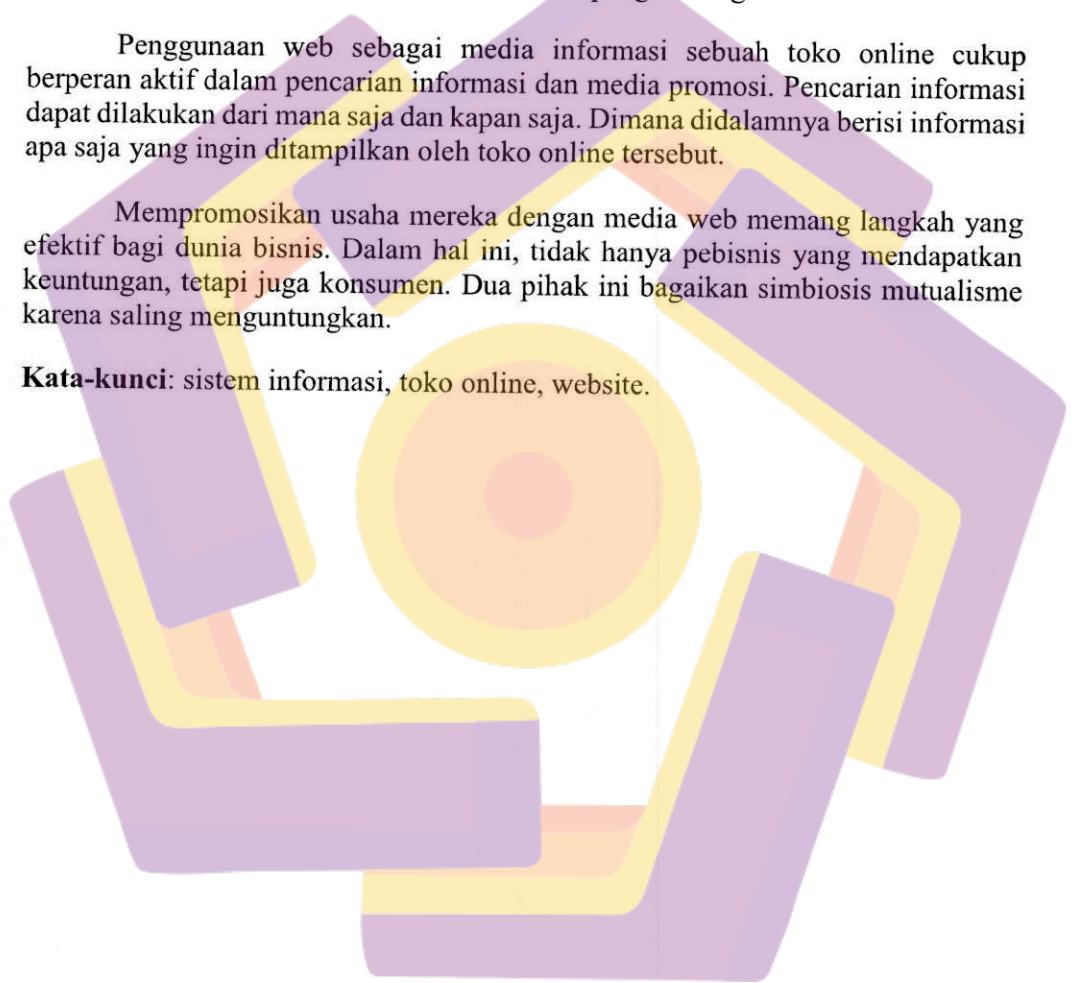 Penggunaan web sebagai media informasi sebuah toko online cukup
berperan aktif dalam pencarian informasi dan media promosi. Pencarian informasi
dapat dilakukan dari mana saja dan kapan saja. Dimana didalamnya berisi informasi
apa saja yang ingin ditampilkan oleh toko online tersebut.
Mempromosikan usaha mereka dengan media web memang langkah yang
efektif bagi dunia bisnis. Dalam hal ini, tidak hanya pebisnis yang mendapatkan
keuntungan, tetapi juga konsumen. Dua pihak ini bagaikan simbiosis mutualisme
karena saling menguntungkan.
Kata-kunci: sistem informasi, toko online, website.